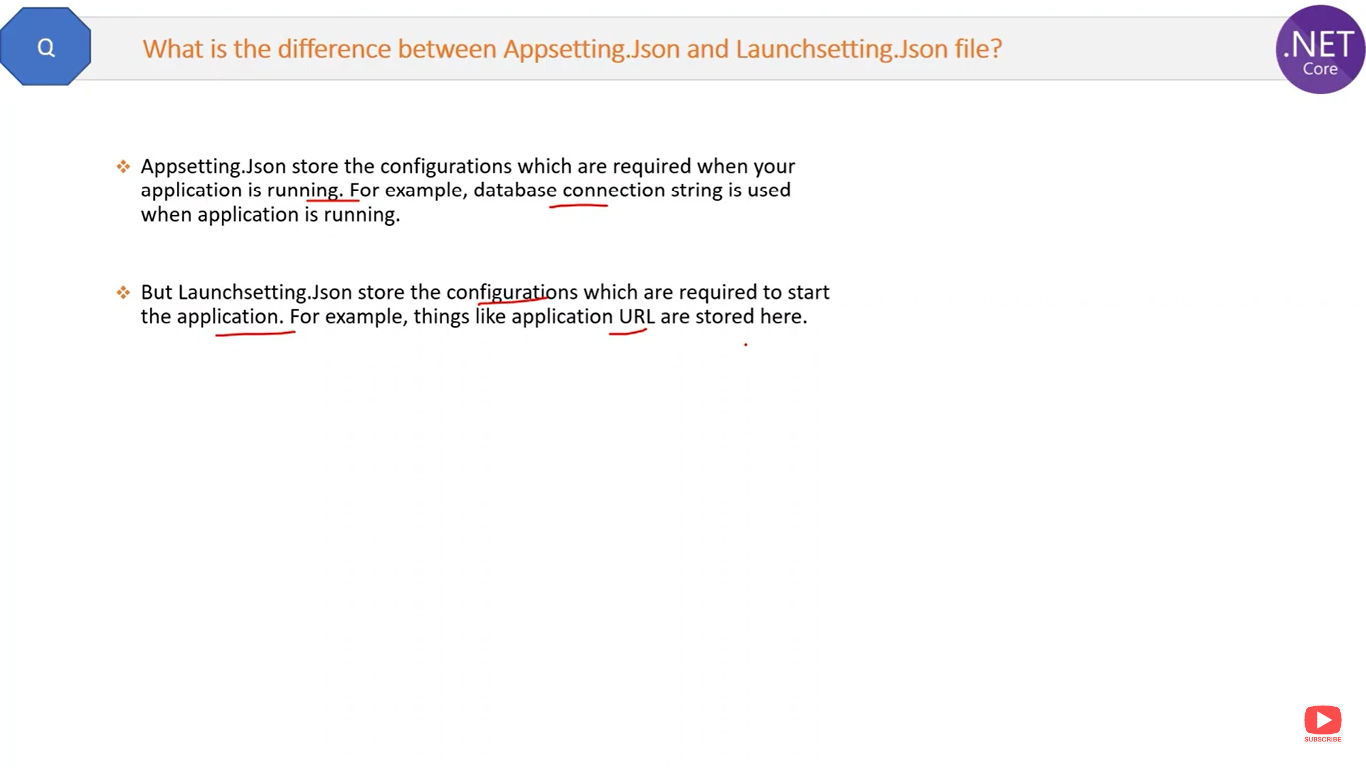 Q
What is the difference between Appsetting.Json and Launchsetting.Json file?
.NET
Core
Appsetting.Json store the configurations which are required when your
application is running. For example, database connection string is used
when application is running.
But Launchsetting.Json store the configurations which are required to start
the application. For example, things like application URL are stored here.
SUBSCRIBE